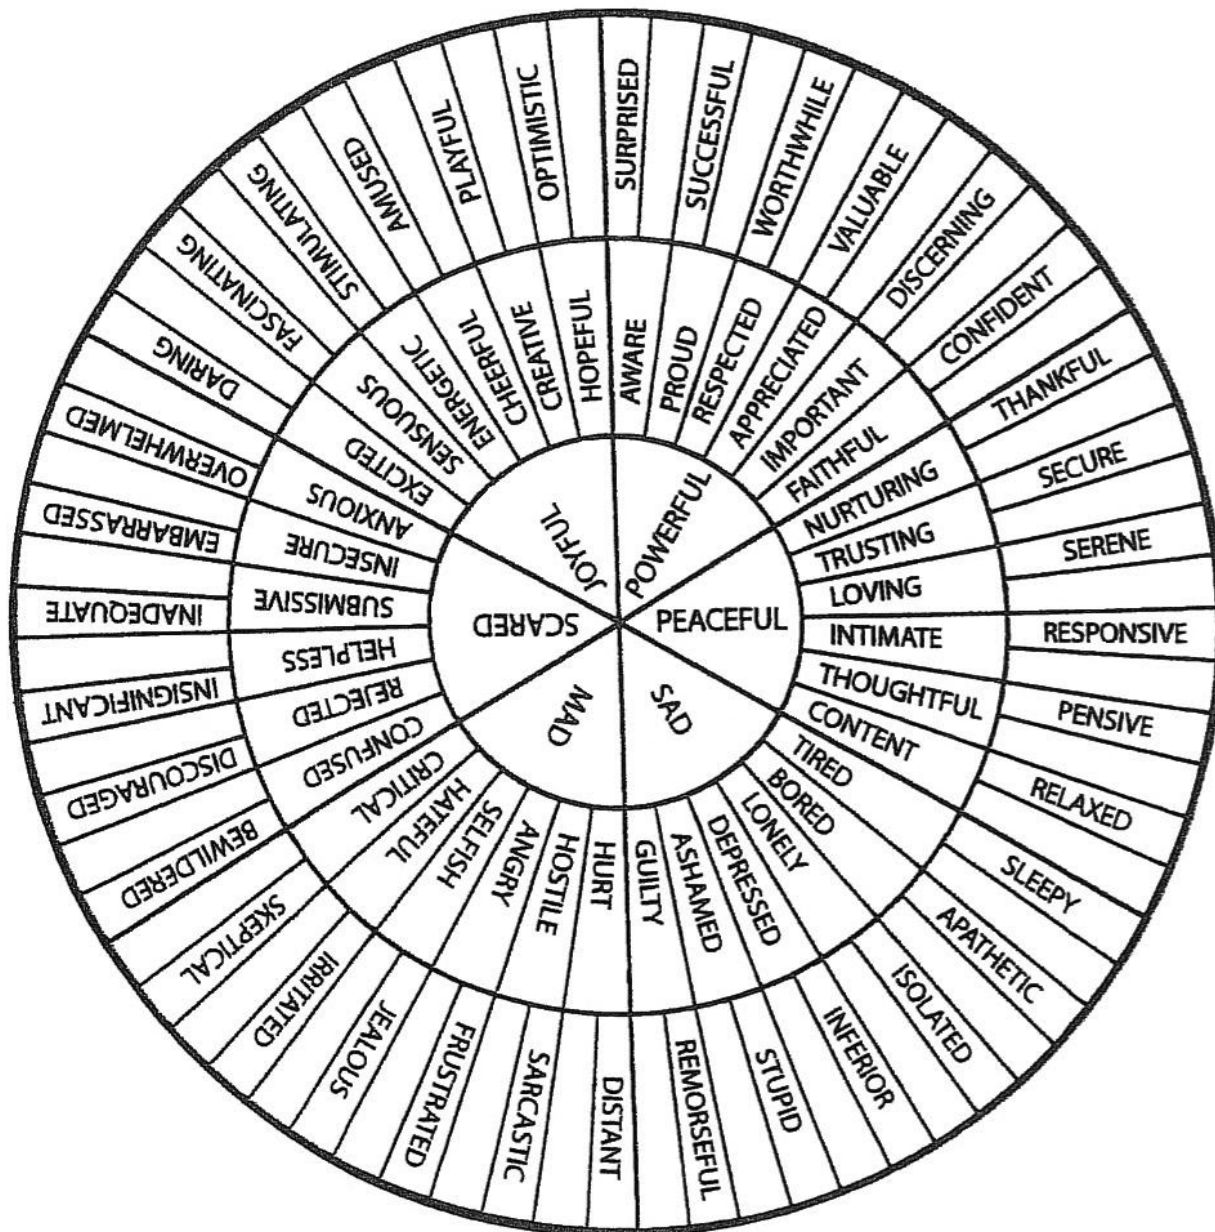 JOYFUL
POWERFUL
PEACEFUL
SAD
MAD
SCARED
EXCITED
SENSUOUS
ENERGETIC
CHEERFUL
CREATIVE
HOPEFUL
AWARE
PROUD
RESPECTED
APPRECIATED
IMPORTANT
FAITHFUL
NURTURING
TRUSTING
LOVING
INTIMATE
THOUGHTFUL
CONTENT
TIRED
BORED
LONELY
DEPRESSED
ASHAMED
GUILTY
HURT
HOSTILE
ANGRY
SELFISH
HATEFUL
CRITICAL
CONFUSED
REJECTED
HELPLESS
SUBMISSIVE
INSECURE
ANXIOUS
DARING
FASCINATING
STIMULATING
AMUSED
PLAYFUL
OPTIMISTIC
SURPRISED
SUCCESSFUL
WORTHWHILE
VALUABLE
DISCERNING
CONFIDENT
THANKFUL
SECURE
SERENE
RESPONSIVE
PENSIVE
RELAXED
SLEEPY
APATHETIC
ISOLATED
INFERIOR
STUPID
REMORSEFUL
DISTANT
SARCASTIC
FRUSTRATED
JEALOUS
IRRITATED
SKEPTICAL
BEWILDERED
DISCOURAGED
INSIGNIFICANT
INADEQUATE
EMBARRASSED
OVERWHELMED